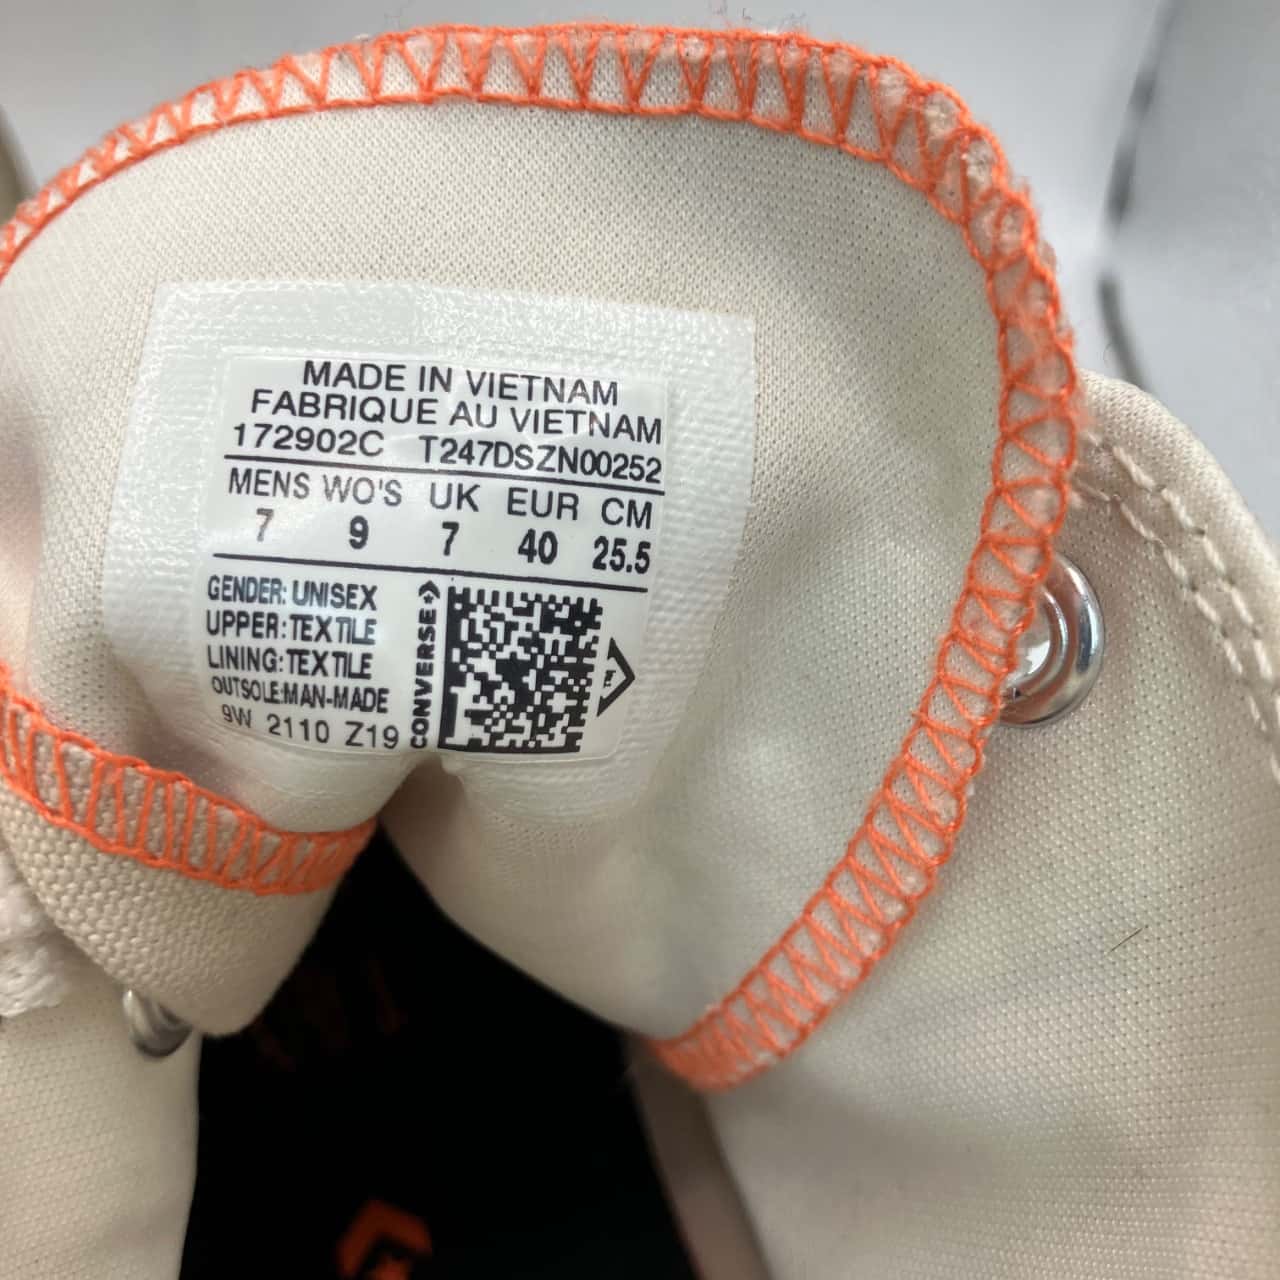 MADE IN VIETNAM
FABRIQUE AU VIETNAM
172902C T247DSZN00252
MENS WO'S UK EUR CM
7 9 7 40 25.5
GENDER: UNISEX
UPPER: TEXTILE
LINING: TEXTILE
OUTSOLE: MAN-MADE
9W 2110 Z19
CONVERSE